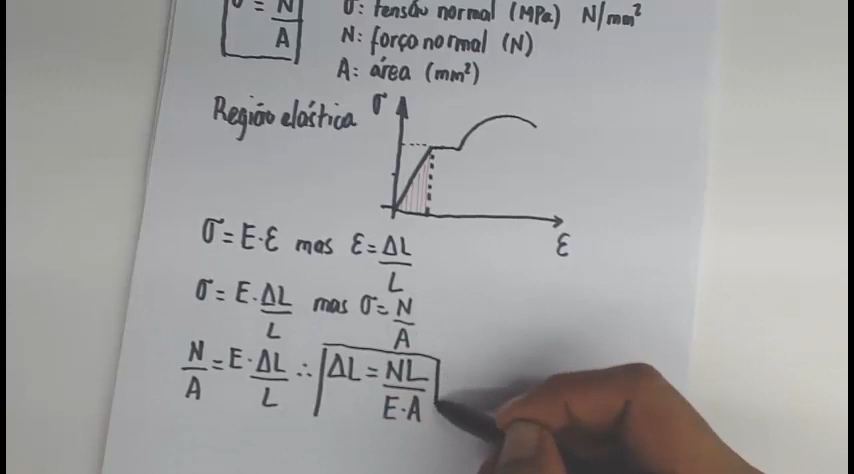 σ = N/A σ: tensão normal (MPa) N/mm²
N: força normal (N)
A: área (mm²)
Região elástica σ
ε
σ = E·ε mas ε = ΔL/L
σ = E·ΔL/L mas σ = N/A
N/A = E·ΔL/L ∴ ΔL = NL/E·A